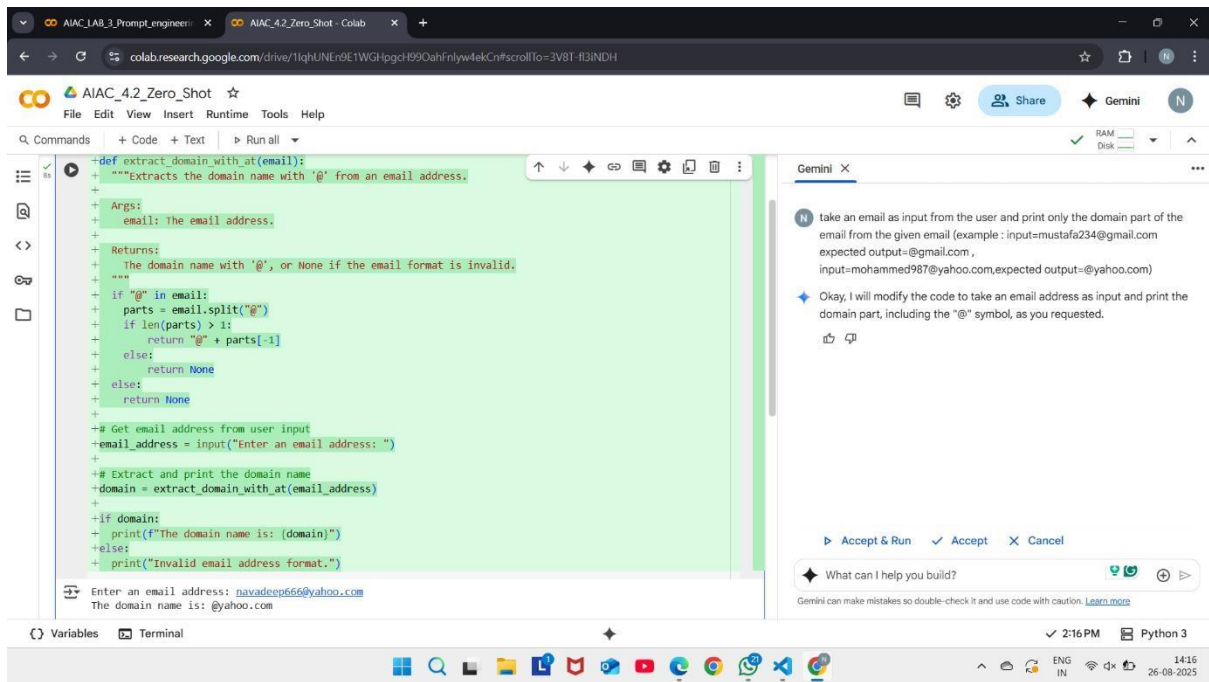 AIAC_LAB_3_Prompt_engineerin
AIAC_4.2_Zero_Shot - Colab
colab.research.google.com/drive/1IqhUNEn9E1WGHpgcH99OahFnlyw4ekCn#scrollTo=3V8T-fl3iNDH
N
AIAC_4.2_Zero_Shot
File Edit View Insert Runtime Tools Help
Share
Gemini
N
Commands + Code + Text Run all
RAM
Disk
8s
+def extract_domain_with_at(email):
+ """Extracts the domain name with '@' from an email address.
+
+ Args:
+ email: The email address.
+
+ Returns:
+ The domain name with '@', or None if the email format is invalid.
+ """
+ if "@" in email:
+ parts = email.split("@")
+ if len(parts) > 1:
+ return "@" + parts[-1]
+ else:
+ return None
+ else:
+ return None
+
+# Get email address from user input
+email_address = input("Enter an email address: ")
+
+# Extract and print the domain name
+domain = extract_domain_with_at(email_address)
+
+if domain:
+ print(f"The domain name is: {domain}")
+else:
+ print("Invalid email address format.")
Enter an email address: navadeep666@yahoo.com
The domain name is: @yahoo.com
Gemini
N
take an email as input from the user and print only the domain part of the
email from the given email (example : input=mustafa234@gmail.com
expected output=@gmail.com ,
input=mohammed987@yahoo.com,expected output=@yahoo.com)
Okay, I will modify the code to take an email address as input and print the
domain part, including the "@" symbol, as you requested.
Accept & Run Accept Cancel
What can I help you build?
Gemini can make mistakes so double-check it and use code with caution. Learn more
Variables Terminal
2:16 PM Python 3
21
ENG
IN
14:16
26-08-2025